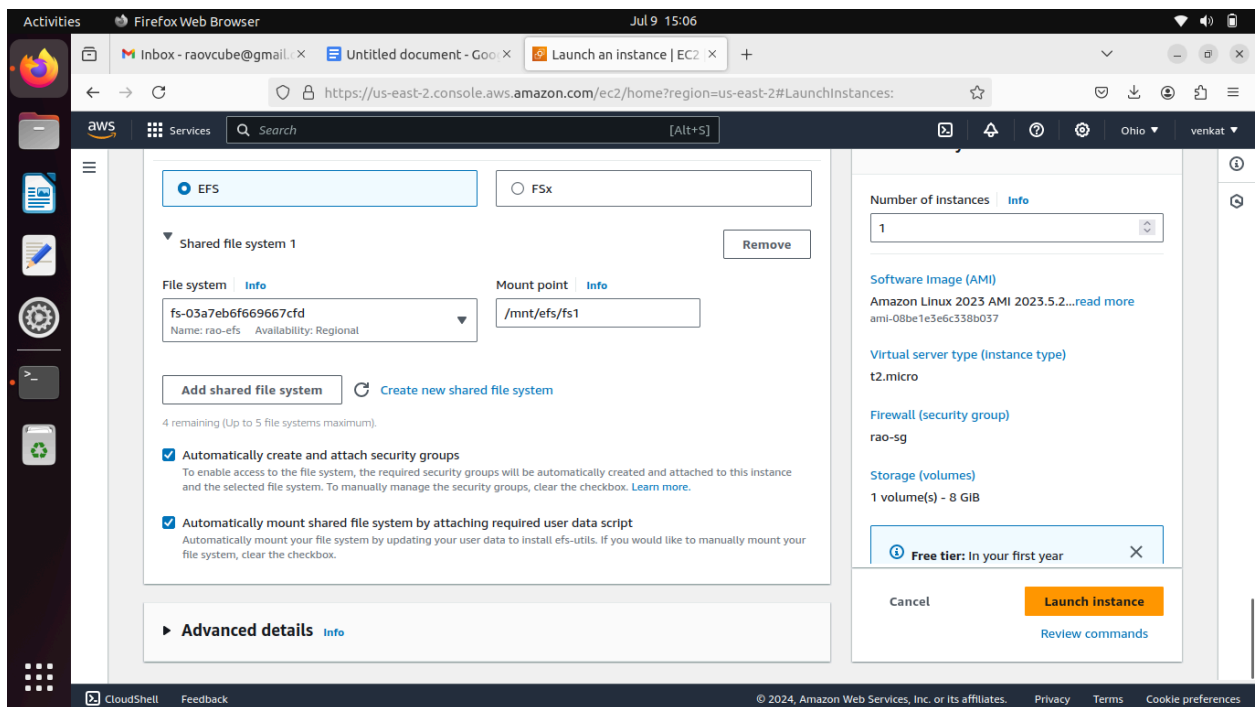 Activities
Firefox Web Browser
Jul 9 15:06
Inbox - raovcube@gmail.c
Untitled document - Goo
Launch an instance | EC2 |
https://us-east-2.console.aws.amazon.com/ec2/home?region=us-east-2#LaunchInstances:
aws
Services
Search
[Alt+S]
Ohio
venkat
EFS
FSx
Shared file system 1
Remove
File system
Info
Mount point
Info
fs-03a7eb6f669667cfd
Name: rao-efs Availability: Regional
/mnt/efs/fs1
Add shared file system
Create new shared file system
4 remaining (Up to 5 file systems maximum).
Automatically create and attach security groups
To enable access to the file system, the required security groups will be automatically created and attached to this instance
and the selected file system. To manually manage the security groups, clear the checkbox. Learn more.
Automatically mount shared file system by attaching required user data script
Automatically mount your file system by updating your user data to install efs-utils. If you would like to manually mount your
file system, clear the checkbox.
Advanced details Info
Number of instances
Info
1
Software Image (AMI)
Amazon Linux 2023 AMI 2023.5.2...read more
ami-08be1e3e6c338b037
Virtual server type (instance type)
t2.micro
Firewall (security group)
rao-sg
Storage (volumes)
1 volume(s) - 8 GiB
Free tier: In your first year
Cancel
Launch instance
Review commands
CloudShell
Feedback
© 2024, Amazon Web Services, Inc. or its affiliates.
Privacy
Terms
Cookie preferences